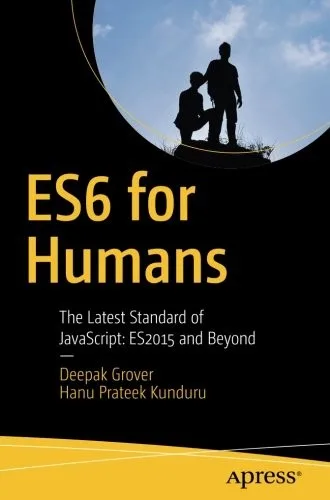 ES6 for
Humans
The Latest Standard of
JavaScript: ES2015 and Beyond
—
Deepak Grover
Hanu Prateek Kunduru
Apress®